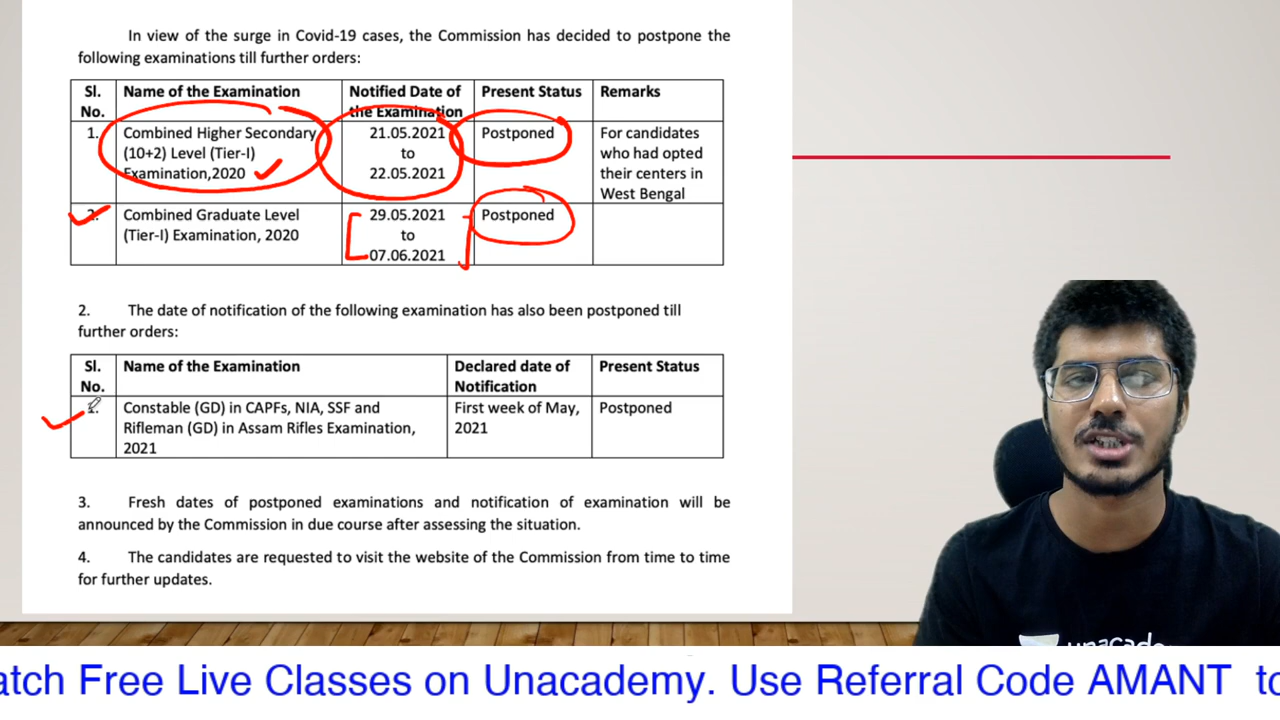 In view of the surge in Covid-19 cases, the Commission has decided to postpone the
following examinations till further orders:
Sl. No. Name of the Examination Notified Date of the Examination Present Status Remarks
1. Combined Higher Secondary (10+2) Level (Tier-I) Examination,2020 21.05.2021 to 22.05.2021 Postponed For candidates who had opted their centers in West Bengal
2. Combined Graduate Level (Tier-I) Examination, 2020 29.05.2021 to 07.06.2021 Postponed
2. The date of notification of the following examination has also been postponed till
further orders:
Sl. No. Name of the Examination Declared date of Notification Present Status
Constable (GD) in CAPFs, NIA, SSF and Rifleman (GD) in Assam Rifles Examination, 2021 First week of May, 2021 Postponed
3. Fresh dates of postponed examinations and notification of examination will be
announced by the Commission in due course after assessing the situation.
4. The candidates are requested to visit the website of the Commission from time to time
for further updates.
unacade
atch Free Live Classes on Unacademy. Use Referral Code AMANT to